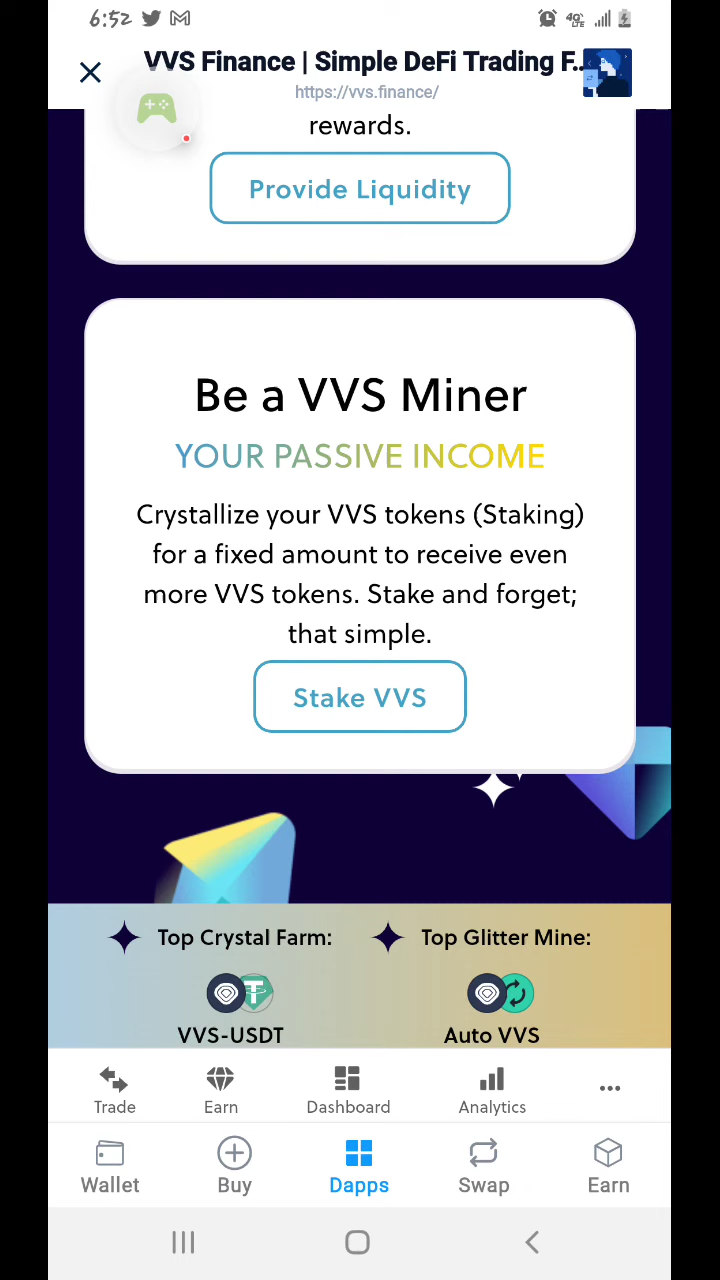 6:52
4G LTE
VVS Finance | Simple DeFi Trading F..
https://vvs.finance/
rewards.
Provide Liquidity
Be a VVS Miner
YOUR PASSIVE INCOME
Crystallize your VVS tokens (Staking)
for a fixed amount to receive even
more VVS tokens. Stake and forget;
that simple.
Stake VVS
Top Crystal Farm:
Top Glitter Mine:
VVS-USDT
Auto VVS
Trade
Earn
Dashboard
Analytics
Wallet
Buy
Dapps
Swap
Earn